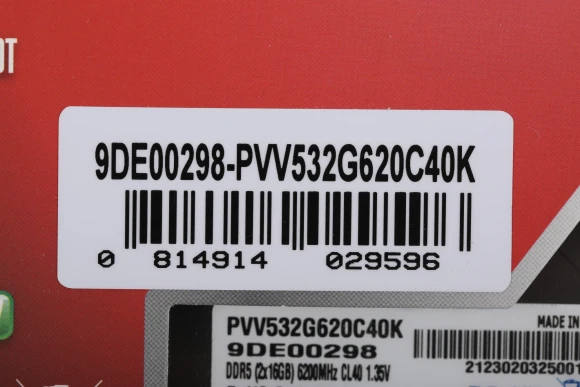 9DE00298-PVV532G620C40K
0 814914 029596
PVV532G620C40K
9DE00298
DDR5 (2x16GB) 6200MHz CL40 1.35V
MADE IN
2123020325001